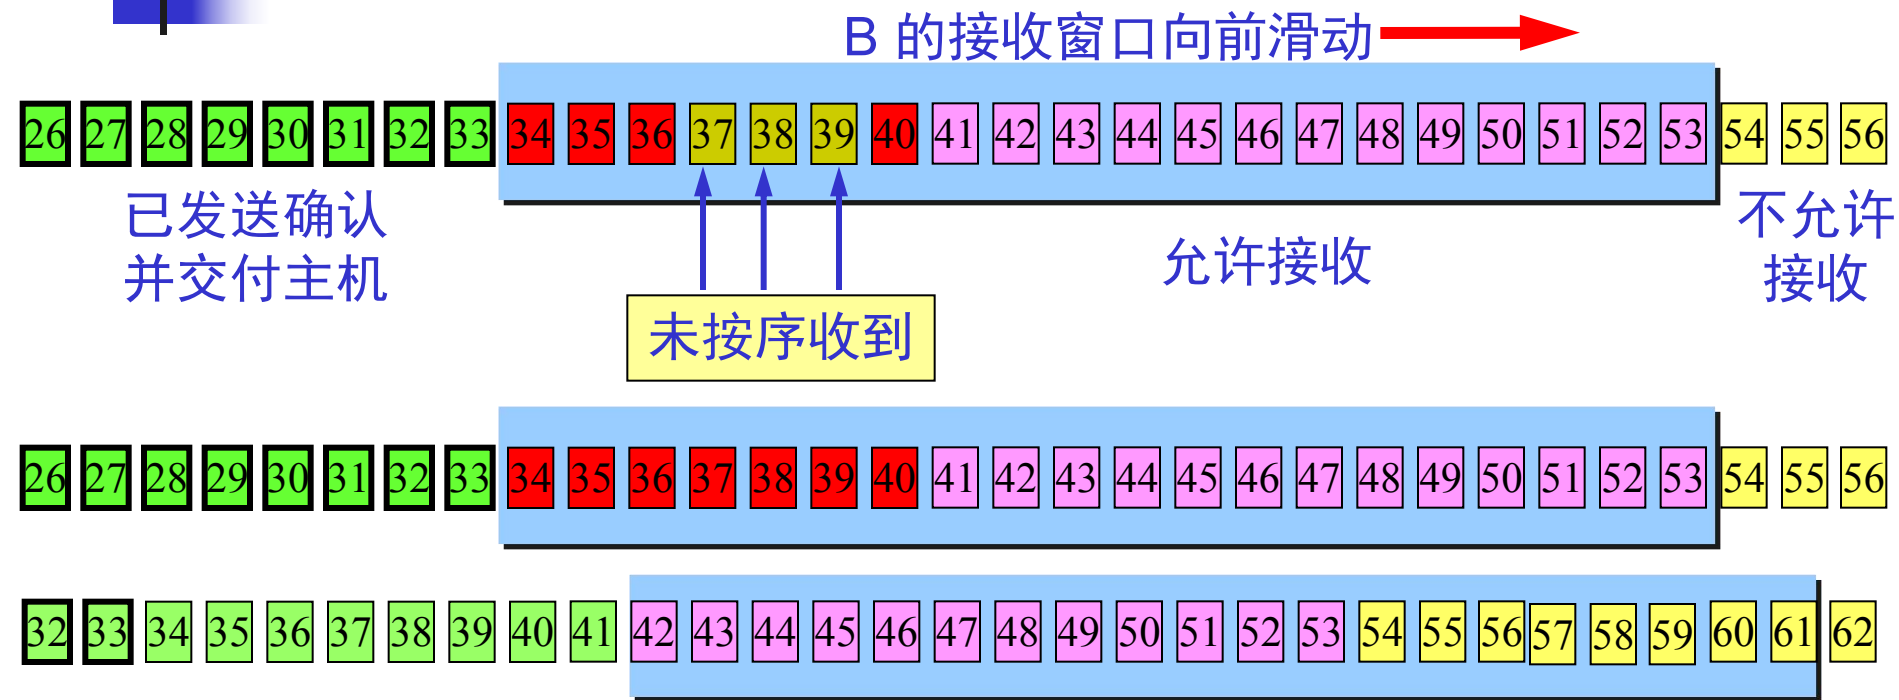 B 的接收窗口向前滑动
26 27 28 29 30 31 32 33 34 35 36 37 38 39 40 41 42 43 44 45 46 47 48 49 50 51 52 53 54 55 56
已发送确认
并交付主机
允许接收
不允许
接收
未按序收到
26 27 28 29 30 31 32 33 34 35 36 37 38 39 40 41 42 43 44 45 46 47 48 49 50 51 52 53 54 55 56
32 33 34 35 36 37 38 39 40 41 42 43 44 45 46 47 48 49 50 51 52 53 54 55 56 57 58 59 60 61 62